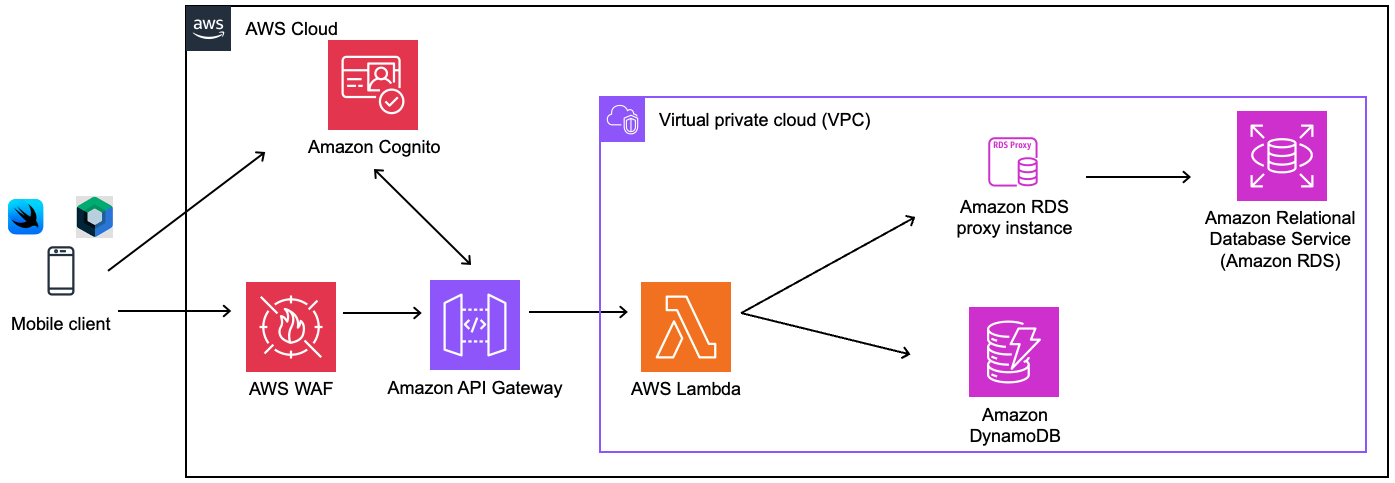 aws
AWS Cloud
Amazon Cognito
Virtual private cloud (VPC)
RDS Proxy
Amazon RDS
proxy instance
Amazon Relational
Database Service
(Amazon RDS)
Mobile client
AWS WAF
</>
Amazon API Gateway
AWS Lambda
Amazon
DynamoDB